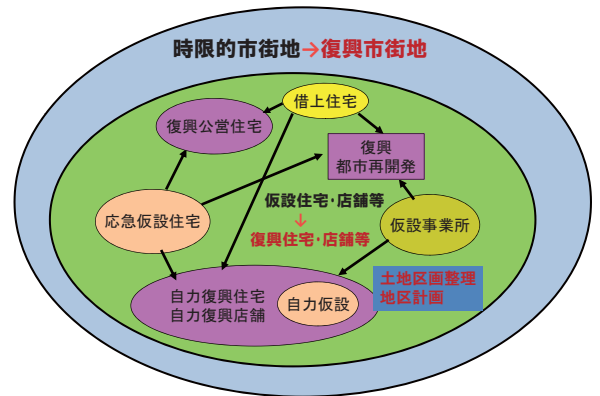 時限的市街地→復興市街地
借上住宅
復興公営住宅
復興
都市再開発
仮設住宅・店舗等
↓
復興住宅・店舗等
応急仮設住宅
仮設事業所
土地区画整理
地区計画
自力復興住宅
自力復興店舗
自力仮設